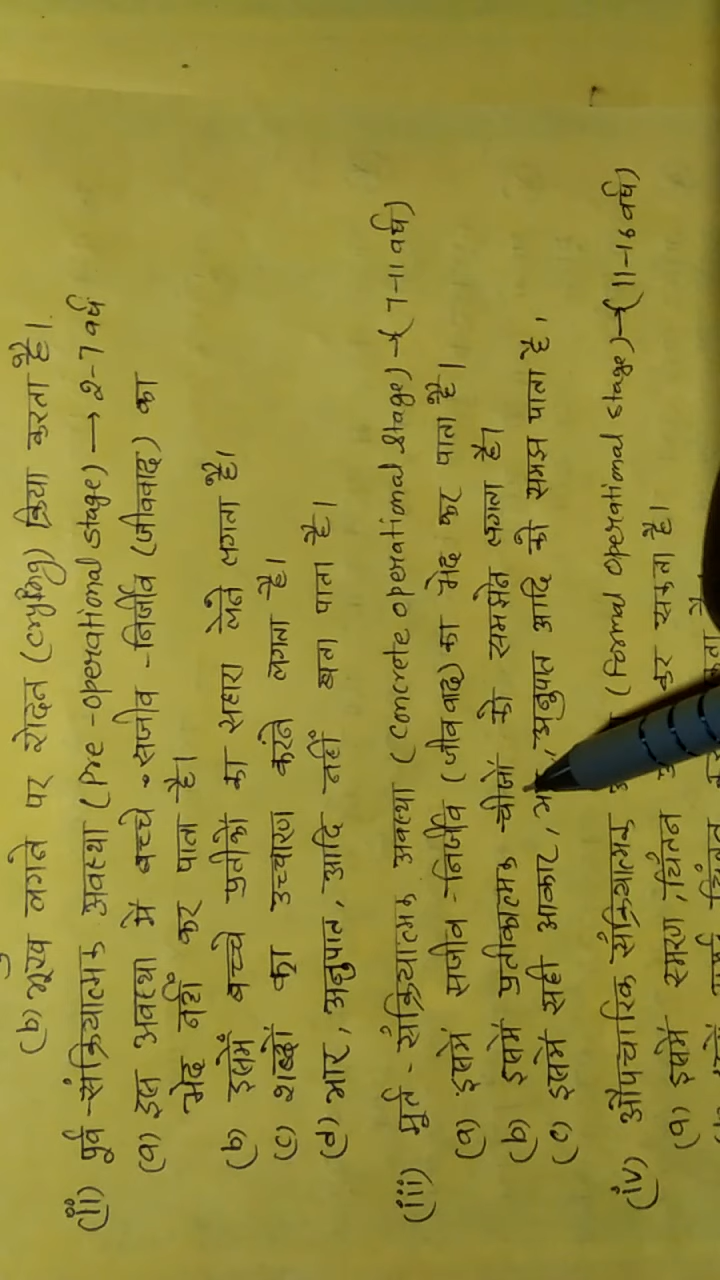 (b) भूख लगने पर रोदन (crying) क्रिया करता है।
(ii) पूर्व-संक्रियात्मक अवस्था (Pre-operational stage) → 2-7 वर्ष
(a) इस अवस्था में बच्चे सजीव-निर्जीव (जीववाद) का
भेद नहीं कर पाता है।
(b) इसमें बच्चे प्रतीकों का सहारा लेने लगता है।
(c) शब्दों का उच्चारण करने लगता है।
(d) भार, अनुपात, आदि नहीं बता पाता है।
(iii) मूर्त-संक्रियात्मक अवस्था (Concrete operational stage) → (7-11 वर्ष)
(a) इसमें सजीव-निर्जीव (जीववाद) का भेद कर पाता है।
(b) इसमें प्रतीकात्मक चीजों को समझने लगता है।
(c) इसमें सही आकार, अनुपात आदि को समझ पाता है।
(iv) औपचारिक संक्रियात्मक (Formal operational stage) → (11-16 वर्ष)
(a) इसमें स्मरण, चिंतन कर सकता है।